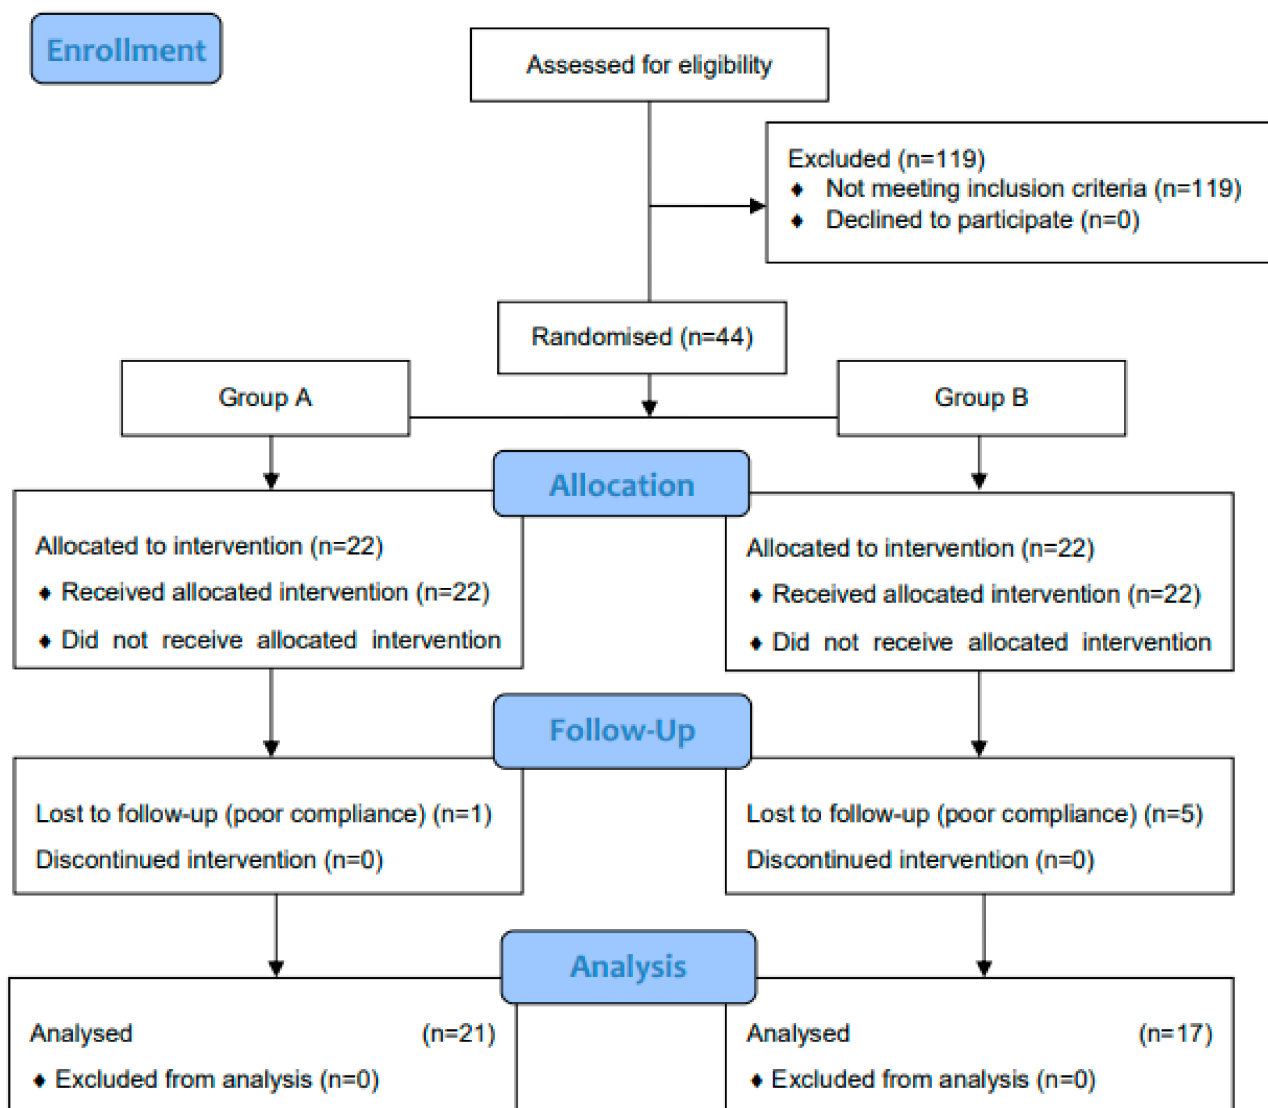 Enrollment
Assessed for eligibility
Excluded (n=119)
♦ Not meeting inclusion criteria (n=119)
♦ Declined to participate (n=0)
Randomised (n=44)
Group A
Group B
Allocation
Allocated to intervention (n=22)
♦ Received allocated intervention (n=22)
♦ Did not receive allocated intervention
Allocated to intervention (n=22)
♦ Received allocated intervention (n=22)
♦ Did not receive allocated intervention
Follow-Up
Lost to follow-up (poor compliance) (n=1)
Discontinued intervention (n=0)
Lost to follow-up (poor compliance) (n=5)
Discontinued intervention (n=0)
Analysis
Analysed (n=21)
♦ Excluded from analysis (n=0)
Analysed (n=17)
♦ Excluded from analysis (n=0)